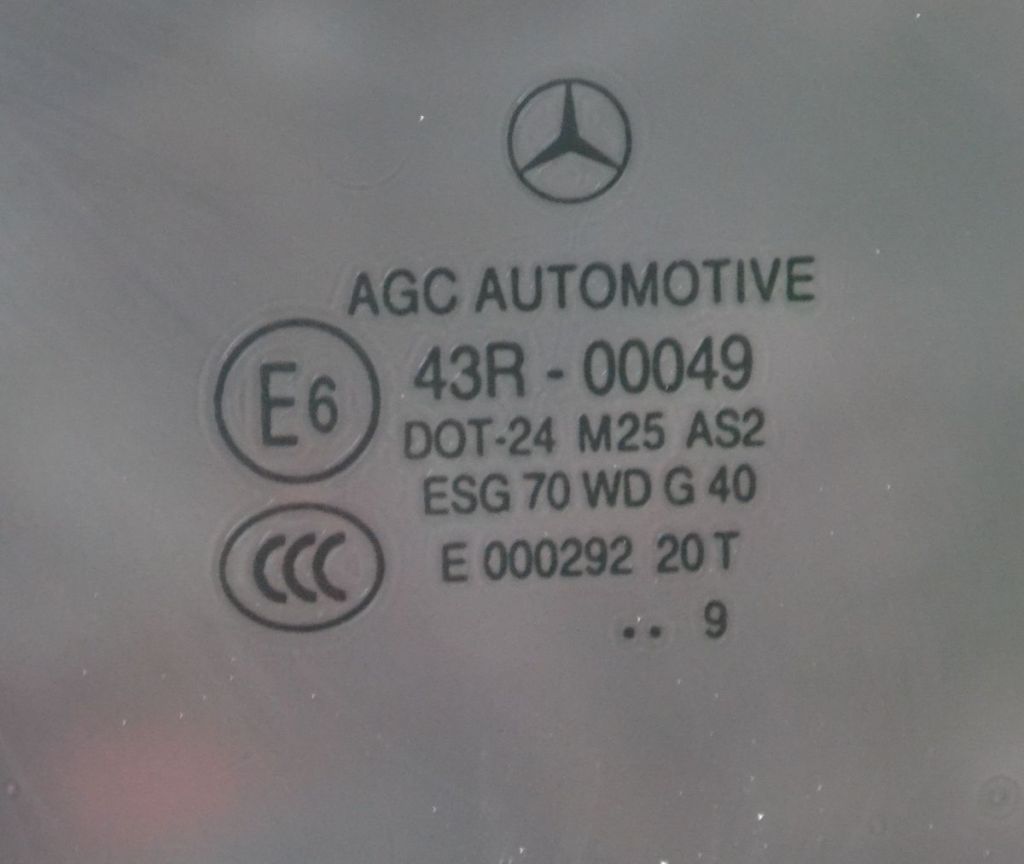 AGC AUTOMOTIVE
E6
43R - 00049
DOT-24 M25 AS2
ESG 70 WD G 40
CCC
E 000292 20 T
.. 9